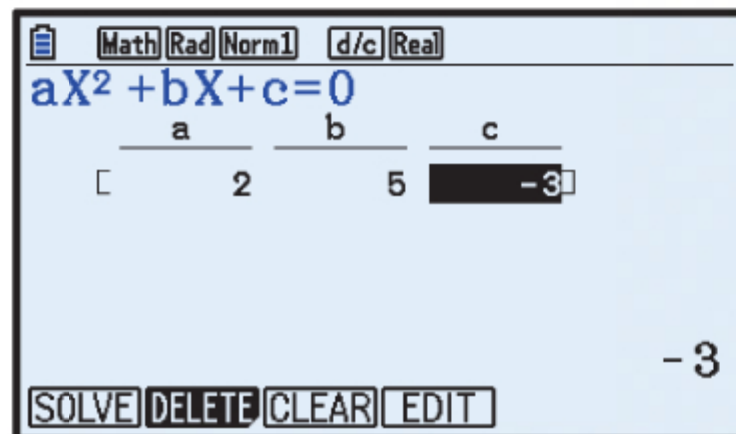 Math Rad Norm1 d/c Real
aX² +bX+c=0
a b c
2 5 -3
-3
SOLVE DELETE CLEAR EDIT